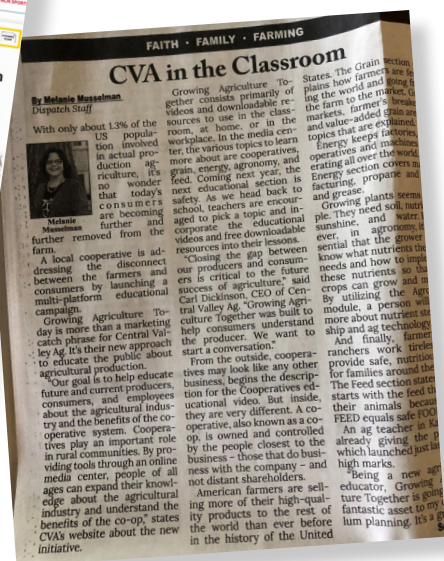 FAITH • FAMILY • FARMING
CVA in the Classroom
By Melanie Musselman
Dispatch Staff
With only about 1.3% of the
US popula-
tion involved
in actual pro-
duction ag-
riculture, it's
no wonder
that today's
consumers
are becoming
further and
Melanie
Musselman
further removed from the
farm.
A local cooperative is ad-
dressing the disconnect
between the farmers and
consumers by launching a
multi-platform educational
campaign.
Growing Agriculture To-
day is more than a marketing
catch phrase for Central Val-
ley Ag. It's their new approach
to educate the public about
agricultural production.
"Our goal is to help educate
future and current producers,
consumers, and employees
about the agricultural indus-
try and the benefits of the co-
operative system. Coopera-
tives play an important role
in rural communities. By pro-
viding tools through an online
media center, people of all
ages can expand their knowl-
edge about the agricultural
industry and understand the
benefits of the co-op," states
CVA's website about the new
initiative.
Growing Agriculture To-
gether consists primarily of
videos and downloadable re-
sources to use in the class-
room, at home, or in the
workplace. In the media cen-
ter, the various topics to learn
more about are cooperatives,
grain, energy, agronomy, and
feed. Coming next year, the
next educational section is
safety. As we head back to
school, teachers are encour-
aged to pick a topic and in-
corporate the educational
videos and free downloadable
resources into their lessons.
"Closing the gap between
our producers and consum-
ers is critical to the future
success of agriculture," said
Carl Dickinson, CEO of Cen-
tral Valley Ag. "Growing Agri-
culture Together was built to
help consumers understand
the producer. We want to
start a conversation."
From the outside, coopera-
tives may look like any other
business, begins the descrip-
tion for the Cooperatives ed-
ucational video. But inside,
they are very different. A co-
operative, also known as a co-
op, is owned and controlled
by the people closest to the
business – those that do busi-
ness with the company – and
not distant shareholders.
American farmers are sell-
ing more of their high-qual-
ity products to the rest of
the world than ever before
in the history of the United
States. The Grain section
plains how farmers are
ing the world and going
the farm to market.
markets, farmer's
and value-added grain are
topics that are explained.
Energy keeps factories,
operatives and machines
erating all over the world.
Energy section covers
facturing, propane and
and grease.
Growing plants seems
ple. They need soil,
sunshine, and water.
ever, in agronomy, it
sential that the grower
know what nutrients the
needs and how to
these nutrients so
crops can grow and
By utilizing the
module, a person will
more about nutrient
ship and ag technology.
And finally,
ranchers work
provide safe,
for families around the
The Feed section states
starts with the feed
their animals
FEED equals safe
An ag teacher in
already giving the
which launched just
high marks.
"Being a new
educator, Growing
ture Together is going
fantastic asset to my
lum planning. It's a